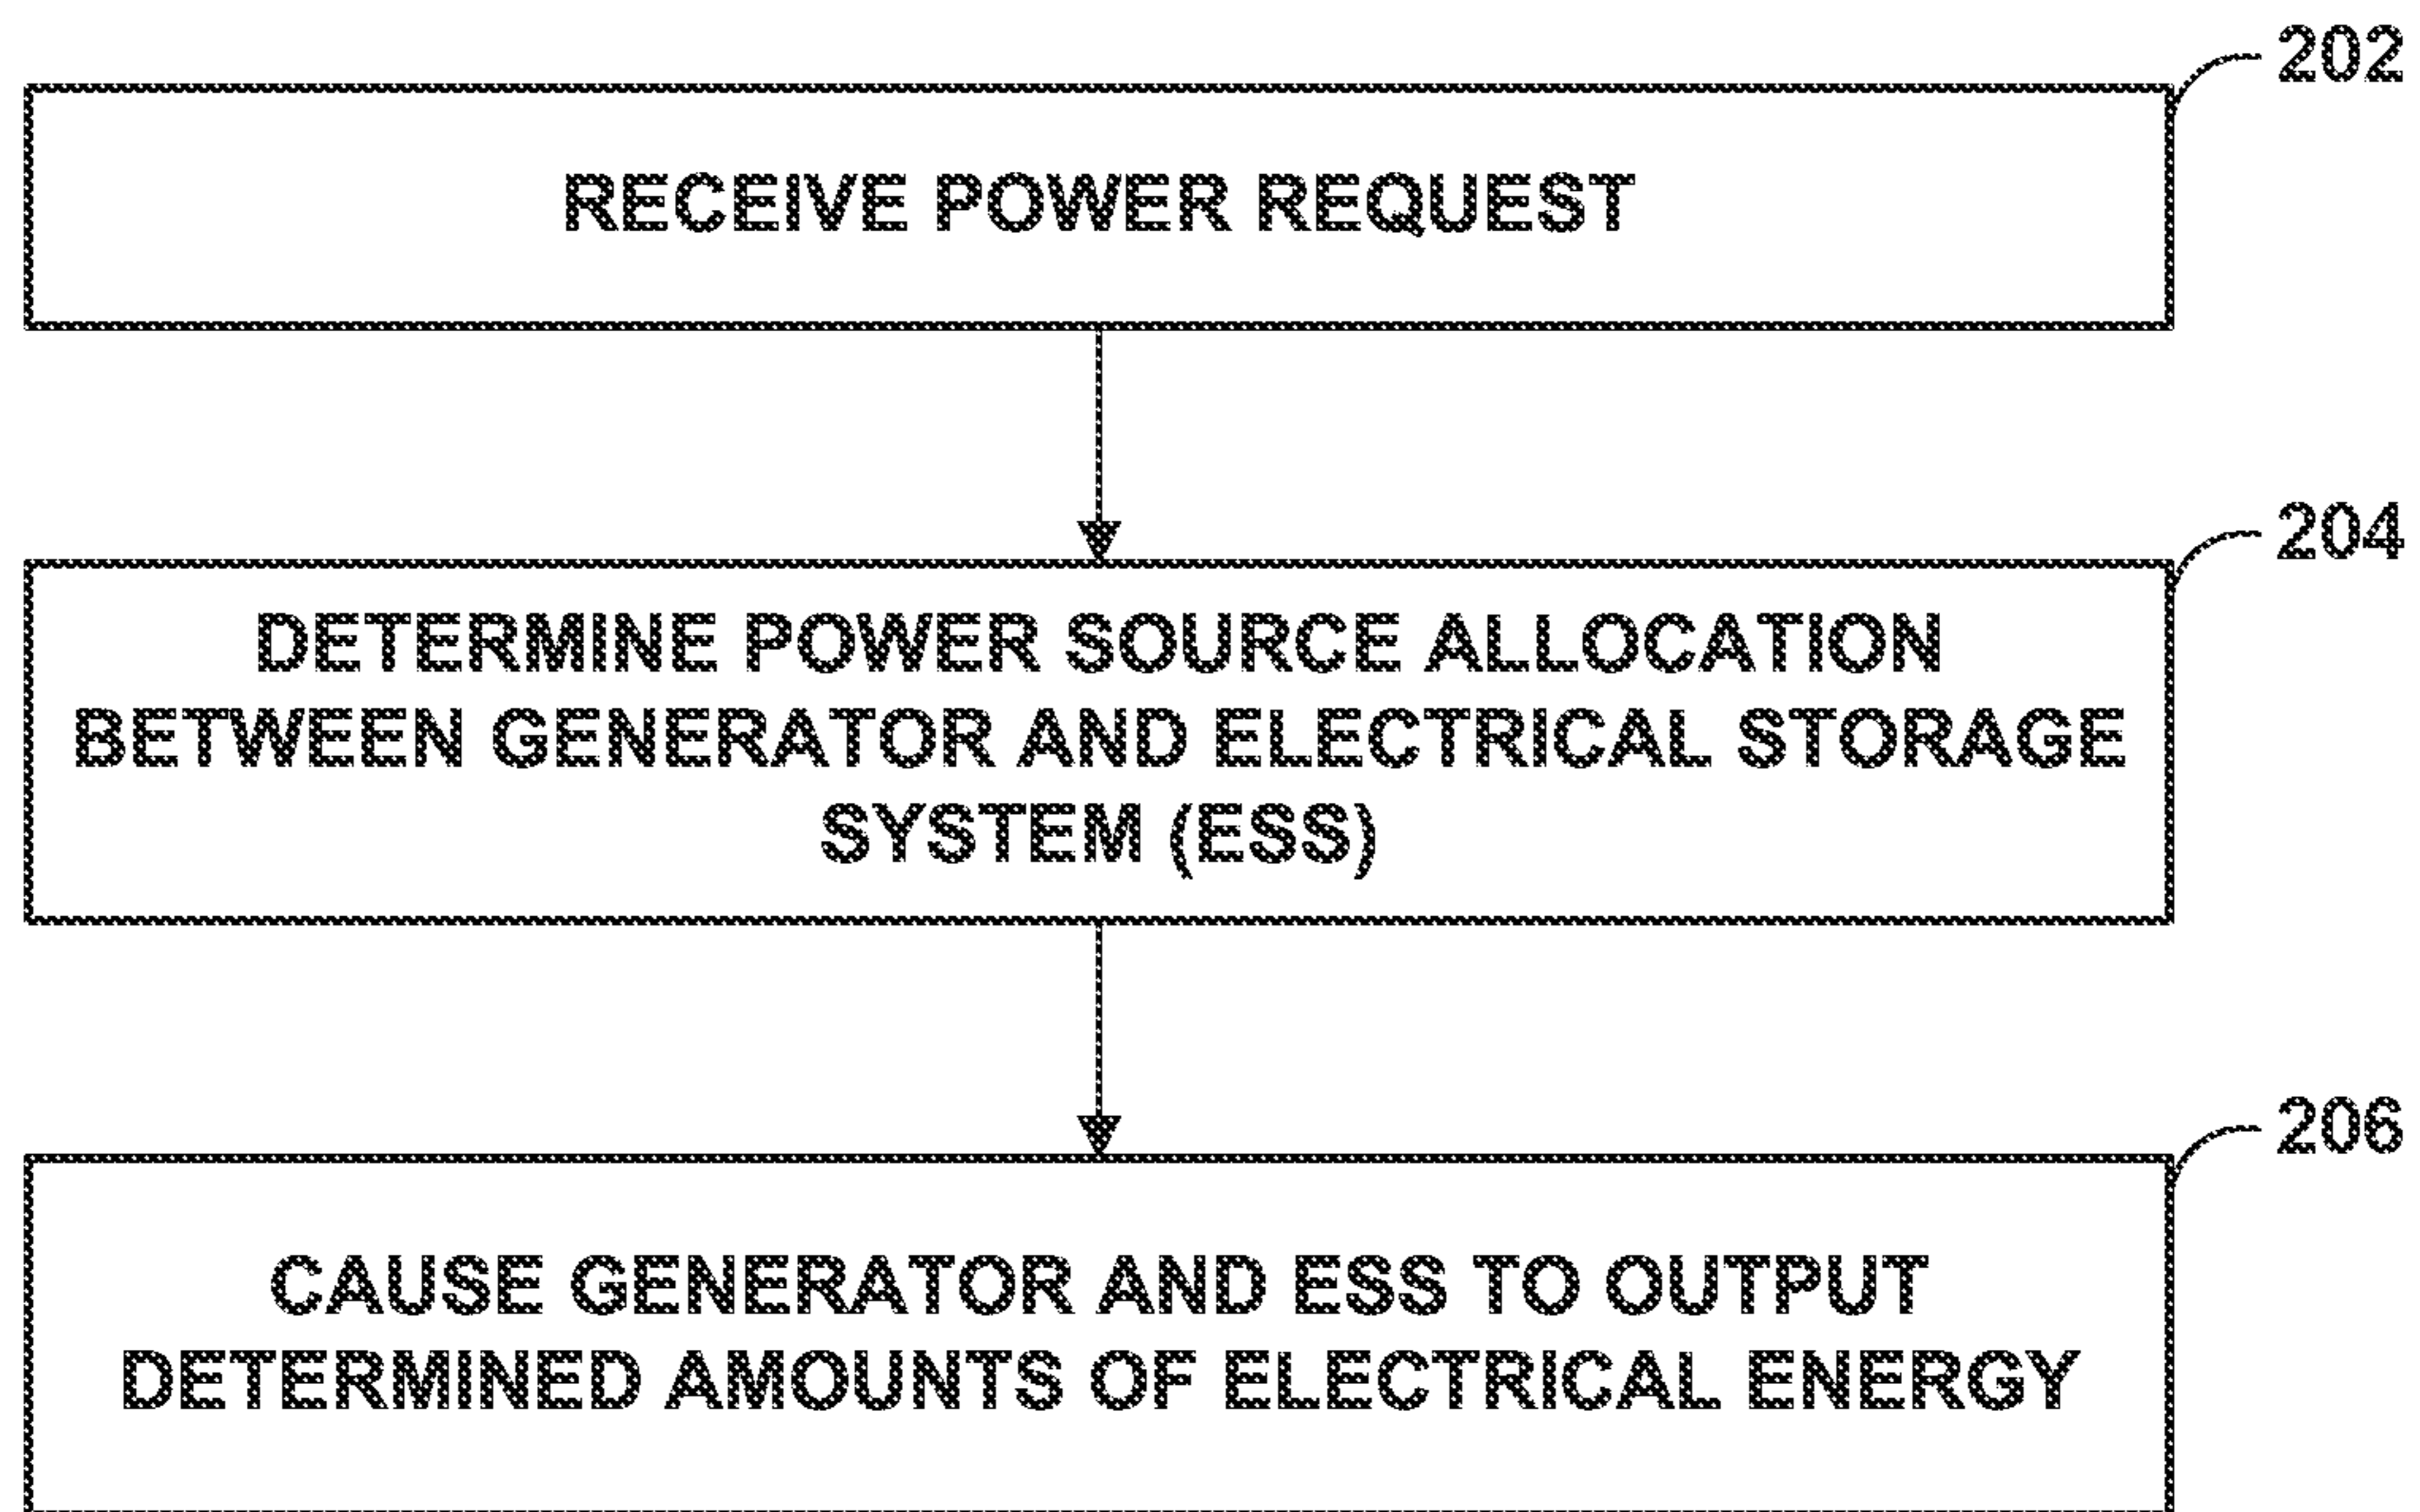 202
RECEIVE POWER REQUEST
204
DETERMINE POWER SOURCE ALLOCATION
BETWEEN GENERATOR AND ELECTRICAL STORAGE
SYSTEM (ESS)
206
CAUSE GENERATOR AND ESS TO OUTPUT
DETERMINED AMOUNTS OF ELECTRICAL ENERGY